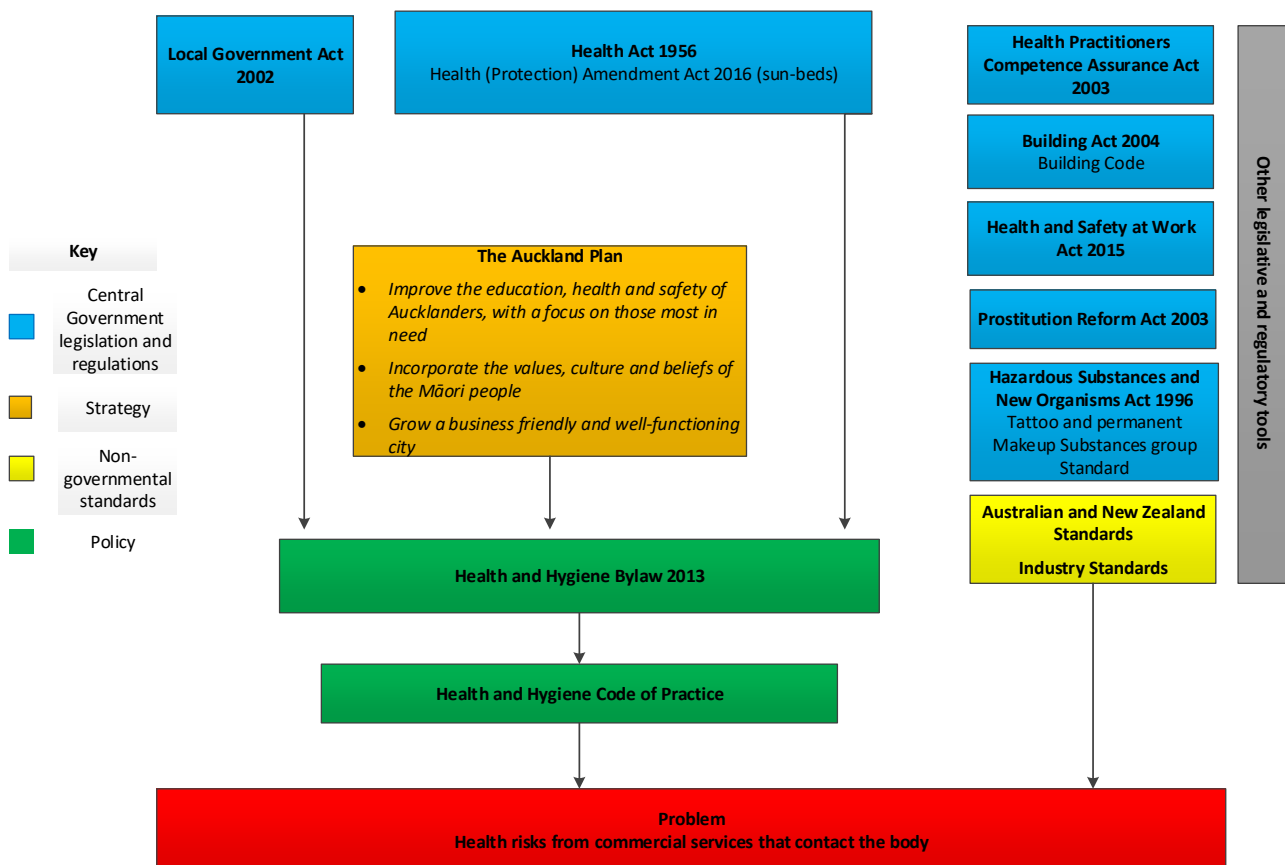 Local Government Act
2002
Health Act 1956
Health (Protection) Amendment Act 2016 (sun-beds)
Health Practitioners
Competence Assurance Act
2003
Building Act 2004
Building Code
Health and Safety at Work
Act 2015
Prostitution Reform Act 2003
Hazardous Substances and
New Organisms Act 1996
Tattoo and permanent
Makeup Substances group
Standard
Australian and New Zealand
Standards
Industry Standards
Other legislative and regulatory tools
Key
Central
Government
legislation and
regulations
Strategy
Non-
governmental
standards
Policy
The Auckland Plan
• Improve the education, health and safety of
Aucklanders, with a focus on those most in
need
• Incorporate the values, culture and beliefs of
the Māori people
• Grow a business friendly and well-functioning
city
Health and Hygiene Bylaw 2013
Health and Hygiene Code of Practice
Problem
Health risks from commercial services that contact the body